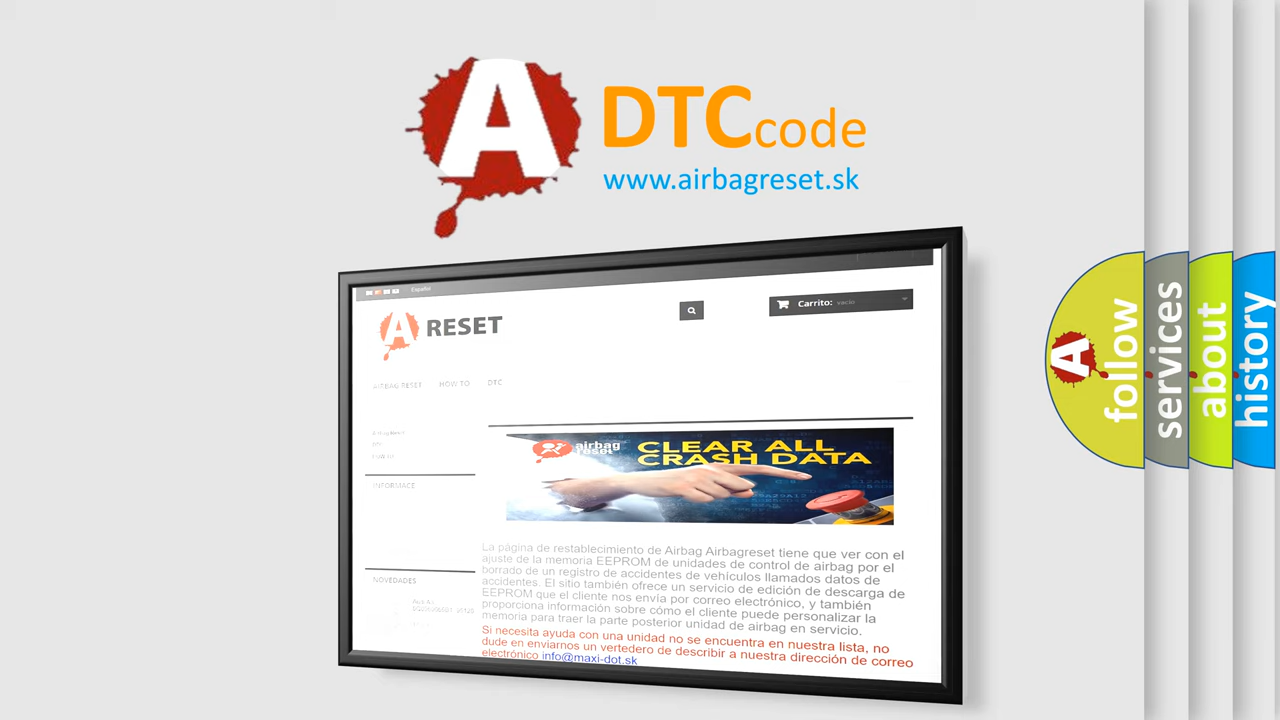 A DTC code
www.airbagreset.sk
Español
A RESET
Carrito: vacío
AIRBAG RESET HOW TO DTC
INFORMACE
NOVEDADES
airbag
reset
CLEAR ALL
CRASH DATA
La página de restablecimiento de Airbag Airbagreset tiene que ver con el
ajuste de la memoria EEPROM de unidades de control de airbag por el
borrado de un registro de accidentes de vehículos llamados datos de
accidentes. El sitio también ofrece un servicio de edición de descarga de
EEPROM que el cliente nos envía por correo electrónico, y también
proporciona información sobre cómo el cliente puede personalizar la
memoria para traer la parte posterior unidad de airbag en servicio.
Si necesita ayuda con una unidad no se encuentra en nuestra lista, no
dude en enviarnos un vertedero de describir a nuestra dirección de correo
electrónico info@maxi-dot.sk
A
follow
services
about
history